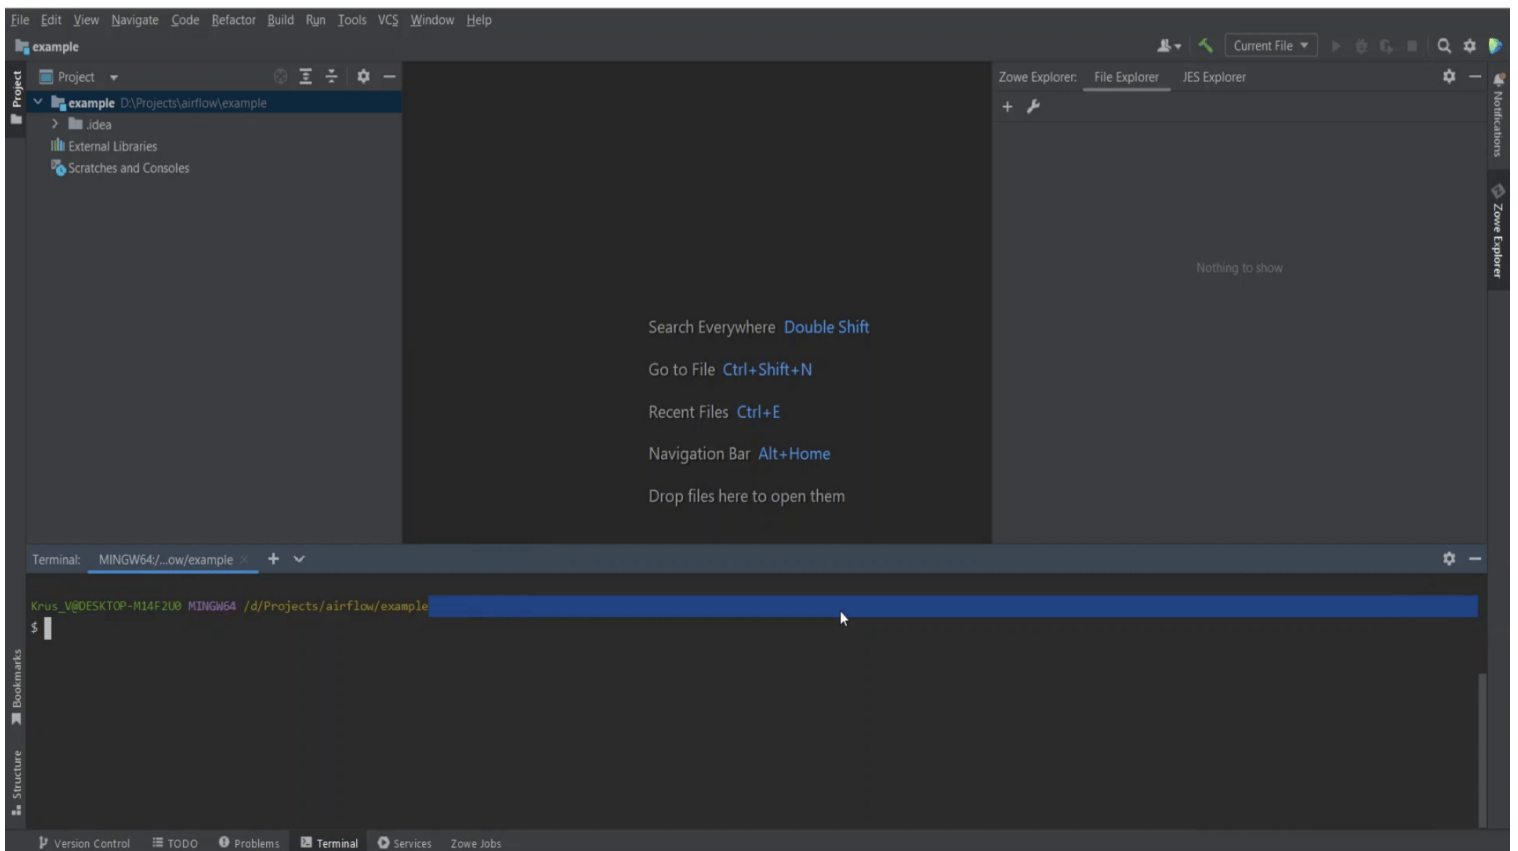 File Edit View Navigate Code Refactor Build Run Tools VCS Window Help
example
Current File
Project
Project
Zowe Explorer: File Explorer JES Explorer
example D:\Projects\airflow\example
.idea
External Libraries
Scratches and Consoles
Notifications
Zowe Explorer
Nothing to show
Search Everywhere Double Shift
Go to File Ctrl+Shift+N
Recent Files Ctrl+E
Navigation Bar Alt+Home
Drop files here to open them
Terminal: MINGW64:/...ow/example
Krus_V@DESKTOP-M14F2U0 MINGW64 /d/Projects/airflow/example
$
Bookmarks
Structure
Version Control TODO Problems Terminal Services Zowe Jobs